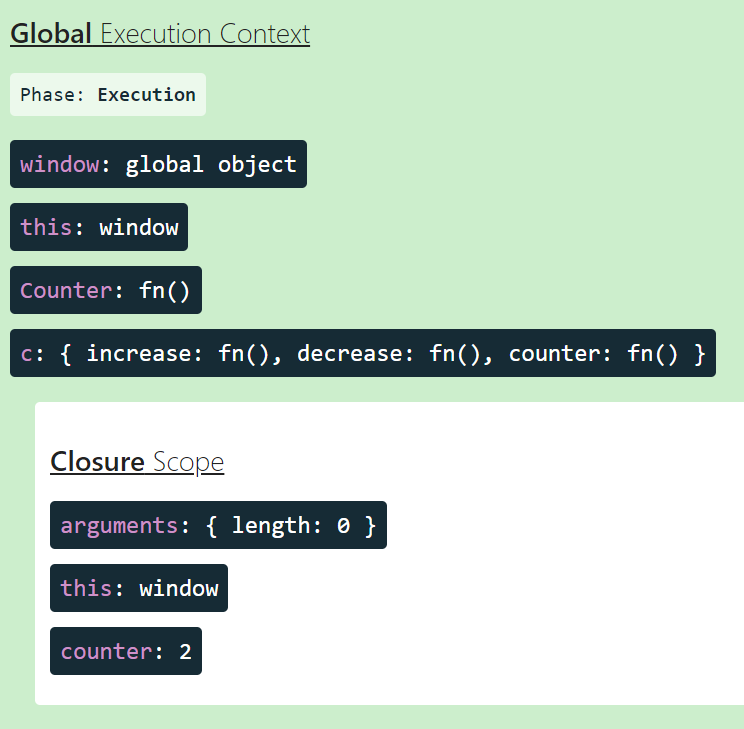 Global Execution Context
Phase: Execution
window: global object
this: window
Counter: fn()
c: { increase: fn(), decrease: fn(), counter: fn() }
Closure Scope
arguments: { length: 0 }
this: window
counter: 2